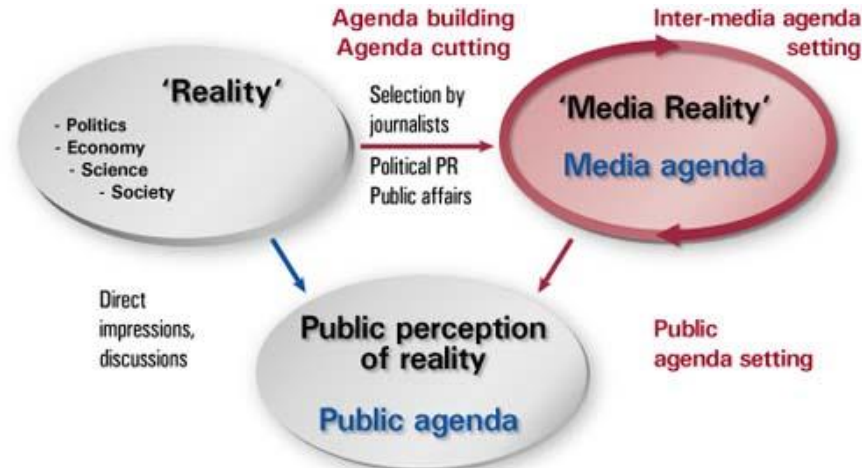 Agenda building
Agenda cutting
Inter-media agenda
setting
'Reality'
- Politics
- Economy
- Science
- Society
Selection by
journalists
Political PR
Public affairs
'Media Reality'
Media agenda
Direct
impressions,
discussions
Public perception
of reality
Public agenda
Public
agenda setting